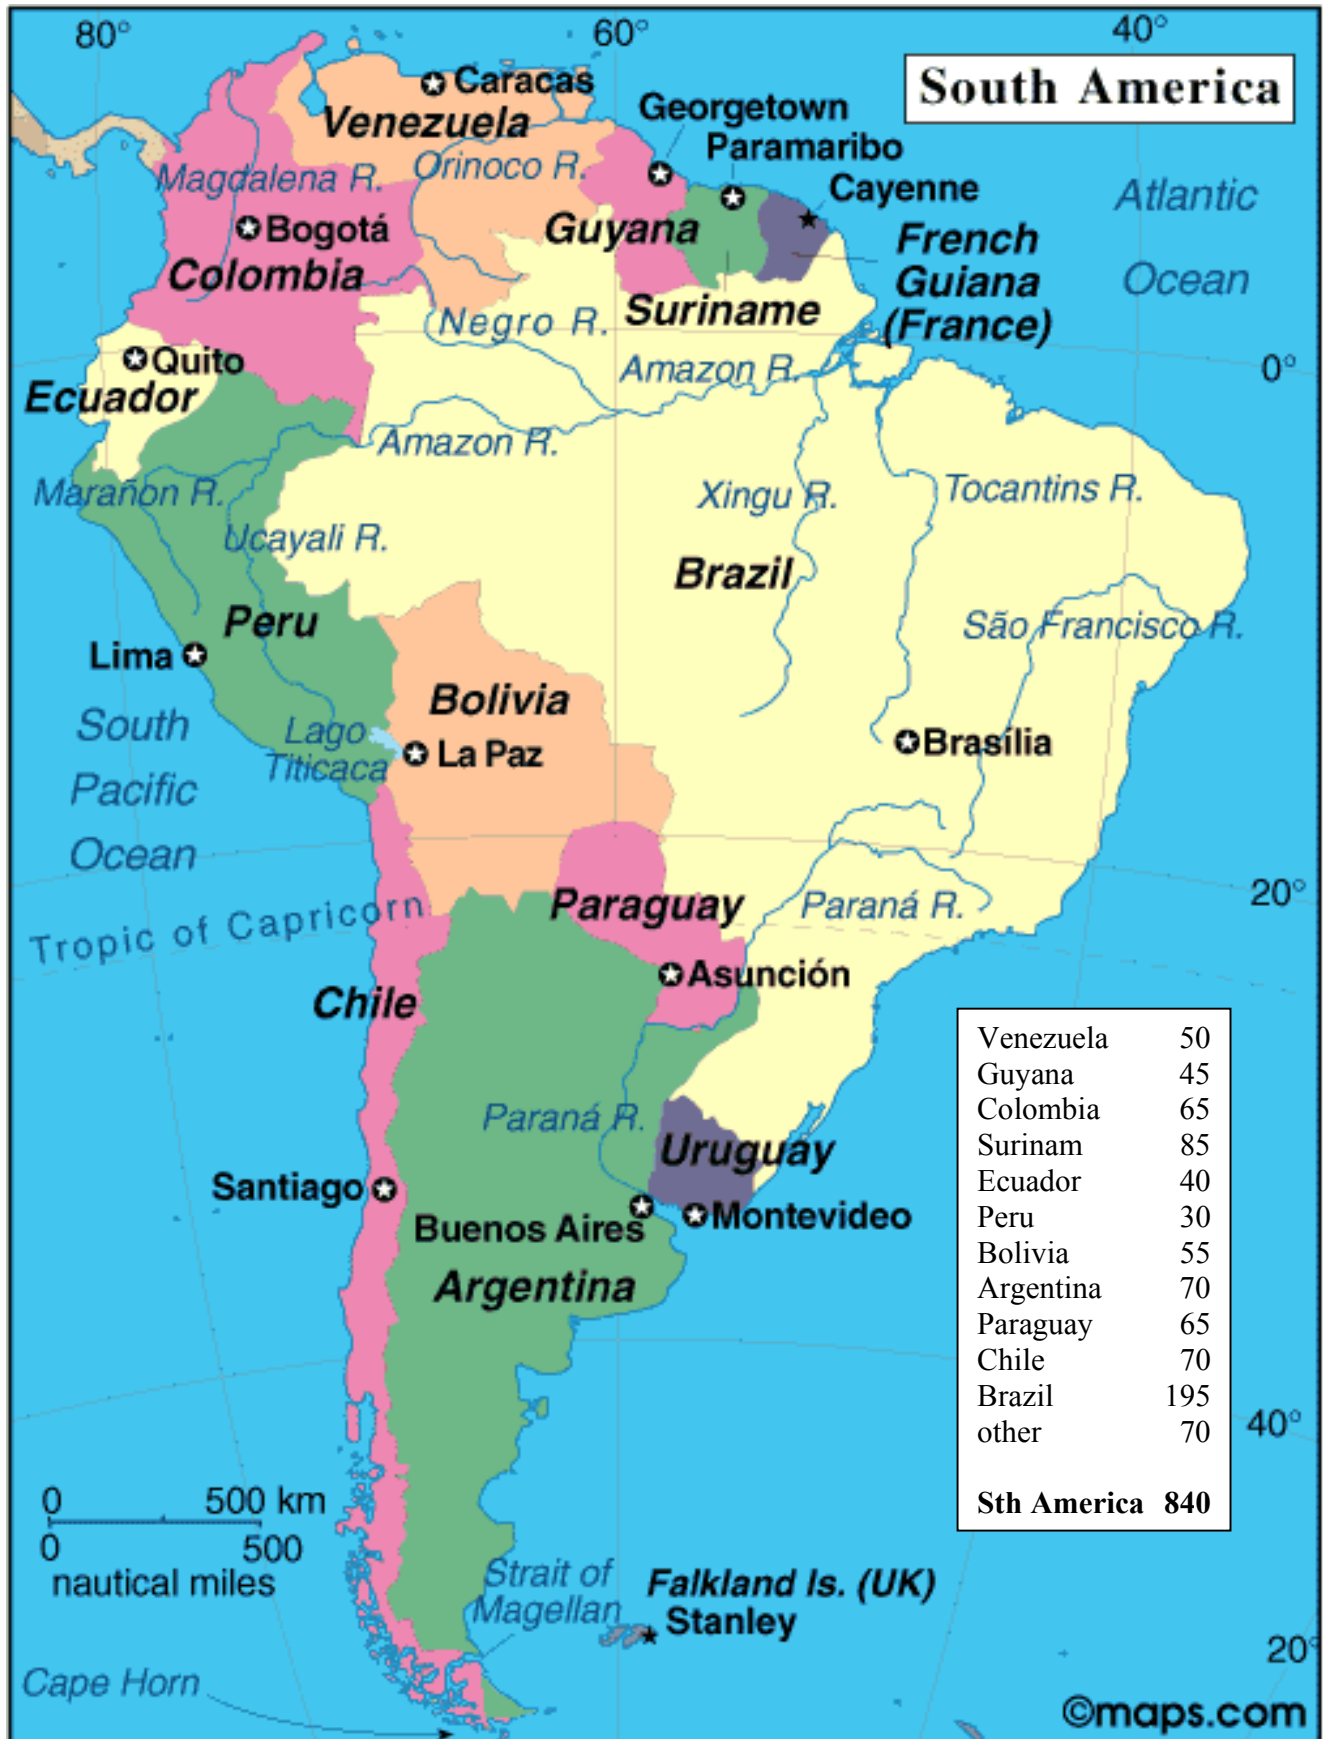 80°
60°
40°
South America
Caracas
Venezuela
Georgetown
Paramaribo
Cayenne
Magdalena R.
Orinoco R.
Atlantic
Ocean
Bogotá
Colombia
Guyana
French
Guiana
(France)
Suriname
Negro R.
Amazon R.
0°
Quito
Ecuador
Amazon R.
Marañon R.
Xingu R.
Tocantins R.
Ucayali R.
Brazil
Peru
São Francisco R.
Lima
South
Pacific
Ocean
Bolivia
Lago
Titicaca
La Paz
Brasília
20°
Tropic of Capricorn
Paraguay
Paraná R.
Asunción
Chile
Paraná R.
Uruguay
Santiago
Buenos Aires
Montevideo
Argentina
Venezuela 50
Guyana 45
Colombia 65
Surinam 85
Ecuador 40
Peru 30
Bolivia 55
Argentina 70
Paraguay 65
Chile 70
Brazil 195
other 70
Sth America 840
40°
0 500 km
0 500
nautical miles
Strait of
Magellan
Falkland Is. (UK)
Stanley
20°
Cape Horn
©maps.com